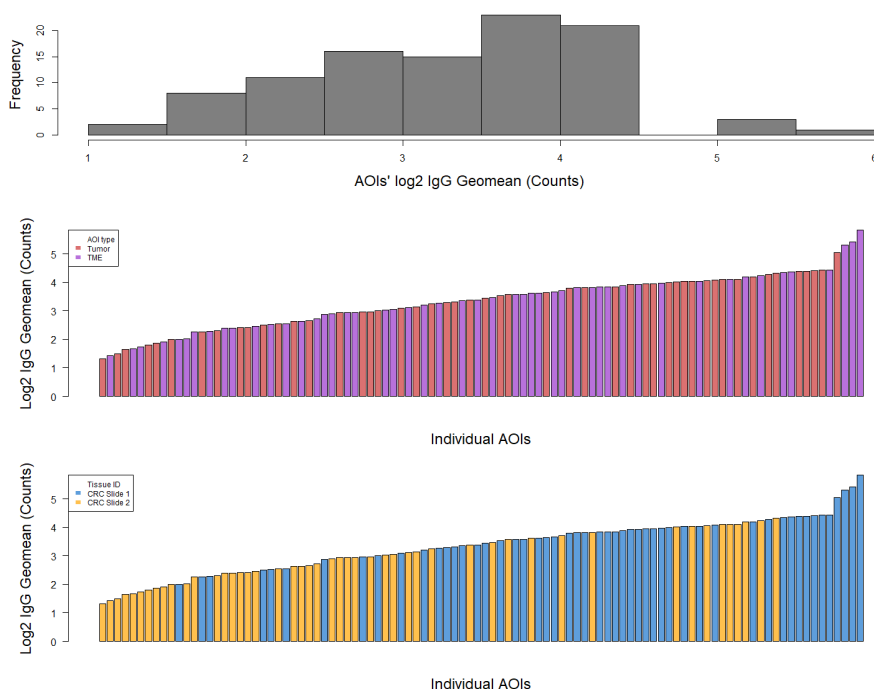 Frequency
20
15
10
5
0
1 2 3 4 5 6
AOIs' log2 IgG Geomean (Counts)
Log2 IgG Geomean (Counts)
AOI type
Tumor
TME
5
4
3
2
1
0
Individual AOIs
Log2 IgG Geomean (Counts)
Tissue ID
CRC Slide 1
CRC Slide 2
5
4
3
2
1
0
Individual AOIs